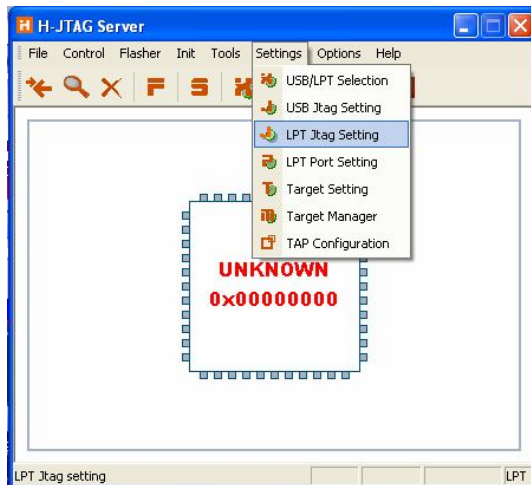 H-JTAG Server
File Control Flasher Init Tools Settings Options Help
USB/LPT Selection
USB Jtag Setting
LPT Jtag Setting
LPT Port Setting
Target Setting
Target Manager
TAP Configuration
UNKNOWN
0x00000000
LPT Jtag setting LPT